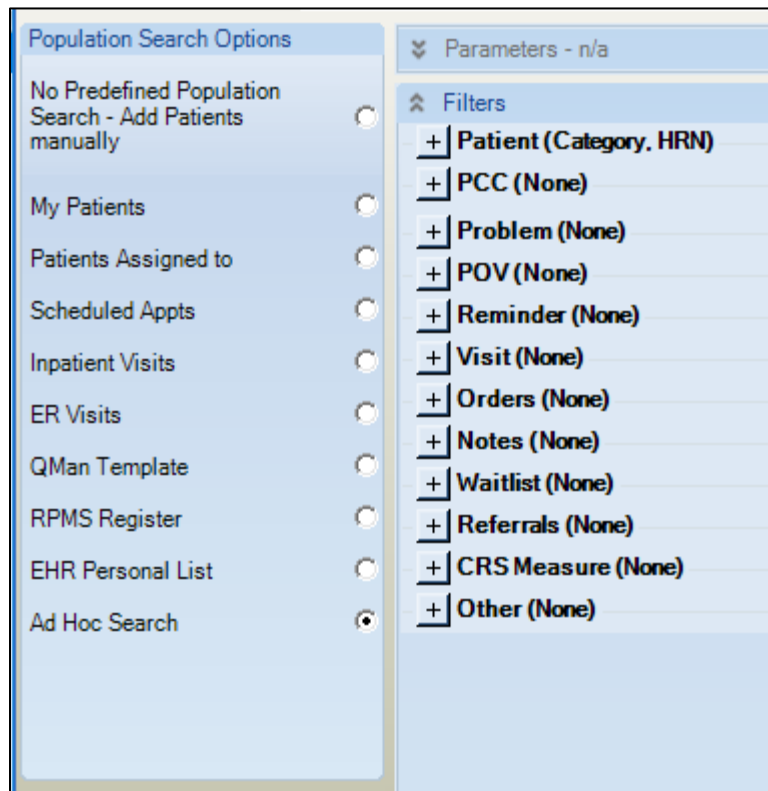 Population Search Options
No Predefined Population
Search - Add Patients
manually
My Patients
Patients Assigned to
Scheduled Appts
Inpatient Visits
ER Visits
QMan Template
RPMS Register
EHR Personal List
Ad Hoc Search
Parameters - n/a
Filters
Patient (Category, HRN)
PCC (None)
Problem (None)
POV (None)
Reminder (None)
Visit (None)
Orders (None)
Notes (None)
Waitlist (None)
Referrals (None)
CRS Measure (None)
Other (None)